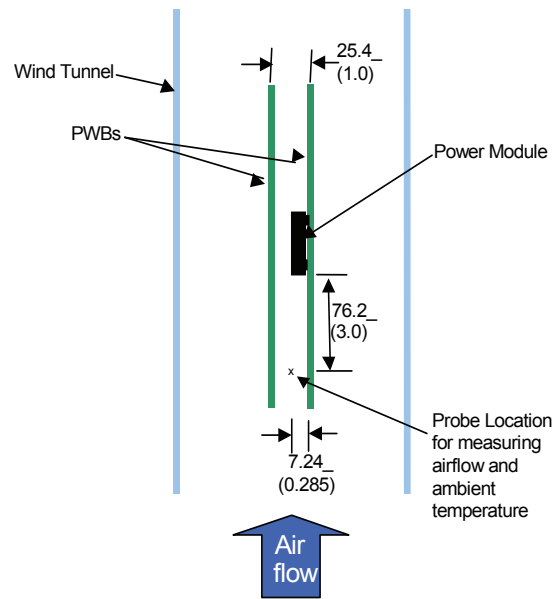 25.4_
(1.0)
Wind Tunnel
PWBs
Power Module
76.2_
(3.0)
x
Probe Location
for measuring
airflow and
ambient
temperature
7.24_
(0.285)
Air
flow